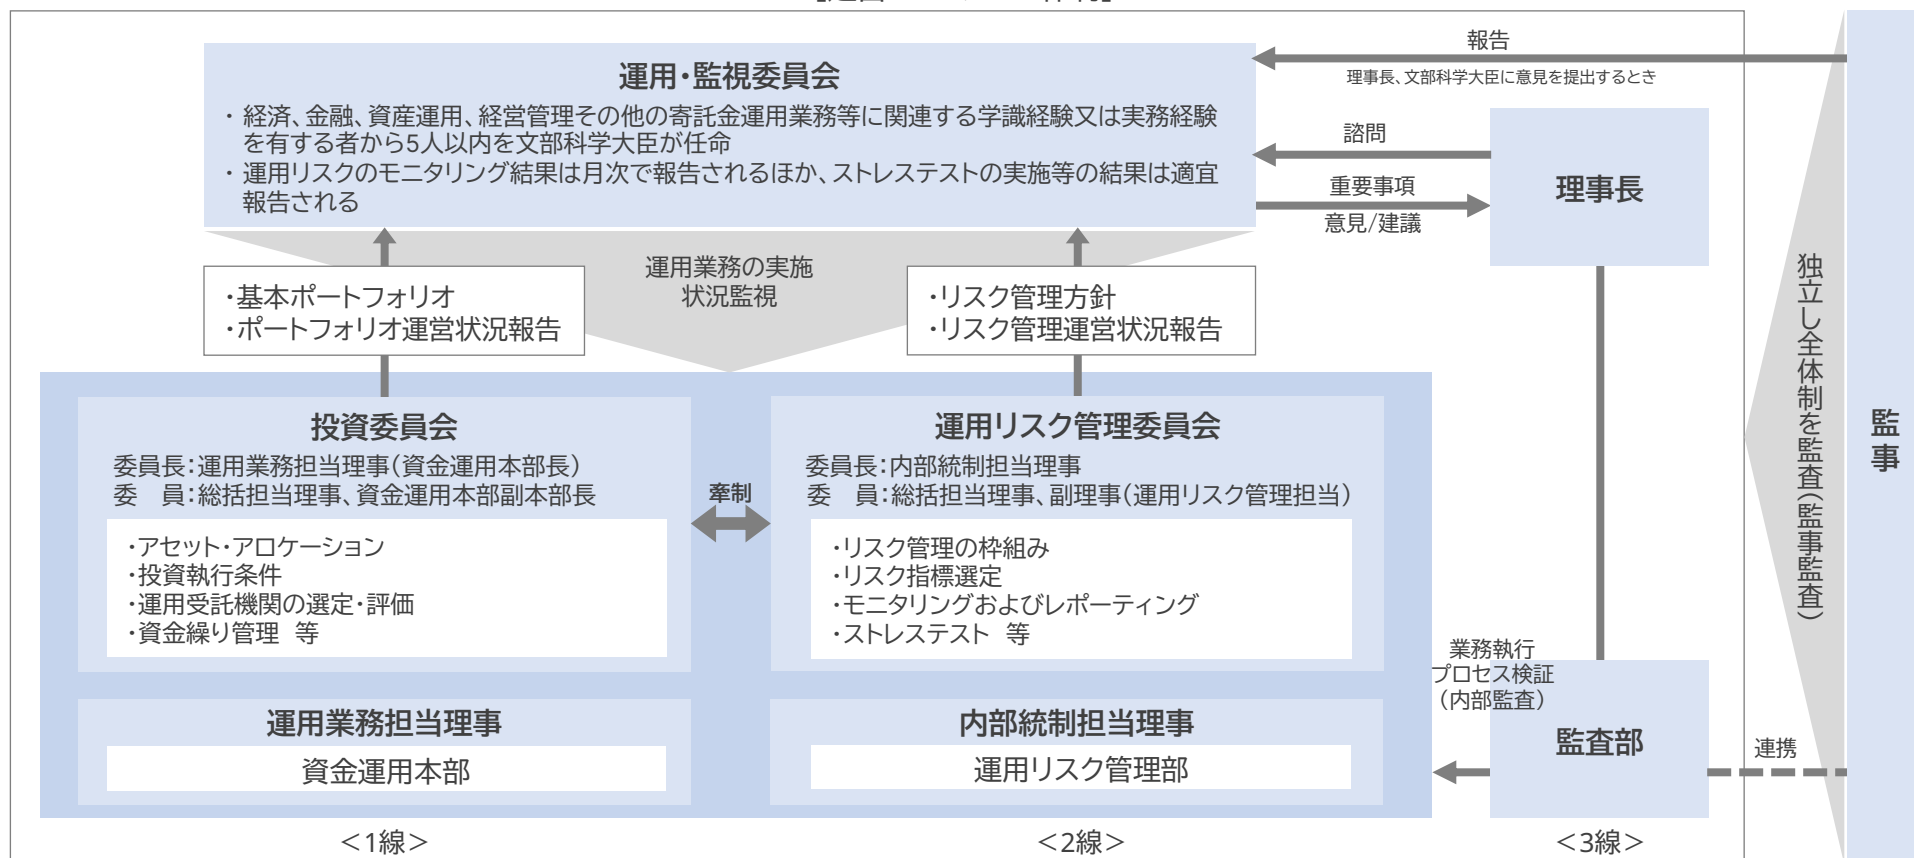 報告
理事長、文部科学大臣に意見を提出するとき
運用・監視委員会
・ 経済、金融、資産運用、経営管理その他の寄託金運用業務等に関連する学識経験又は実務経験
を有する者から5人以内を文部科学大臣が任命
・ 運用リスクのモニタリング結果は月次で報告されるほか、ストレステストの実施等の結果は適宜
報告される
諮問
重要事項
意見/建議
理事長
運用業務の実施
状況監視
・基本ポートフォリオ
・ポートフォリオ運営状況報告
・リスク管理方針
・リスク管理運営状況報告
独立し全体制を監査(監事監査)
監事
投資委員会
委員長：運用業務担当理事(資金運用本部長)
委　員：総括担当理事、資金運用本部副本部長
・アセット・アロケーション
・投資執行条件
・運用受託機関の選定・評価
・資金繰り管理　等
牽制
運用リスク管理委員会
委員長：内部統制担当理事
委　員：総括担当理事、副理事(運用リスク管理担当)
・リスク管理の枠組み
・リスク指標選定
・モニタリングおよびレポーティング
・ストレステスト　等
業務執行
プロセス検証
(内部監査)
運用業務担当理事
資金運用本部
内部統制担当理事
運用リスク管理部
監査部
連携
＜1線＞
＜2線＞
＜3線＞